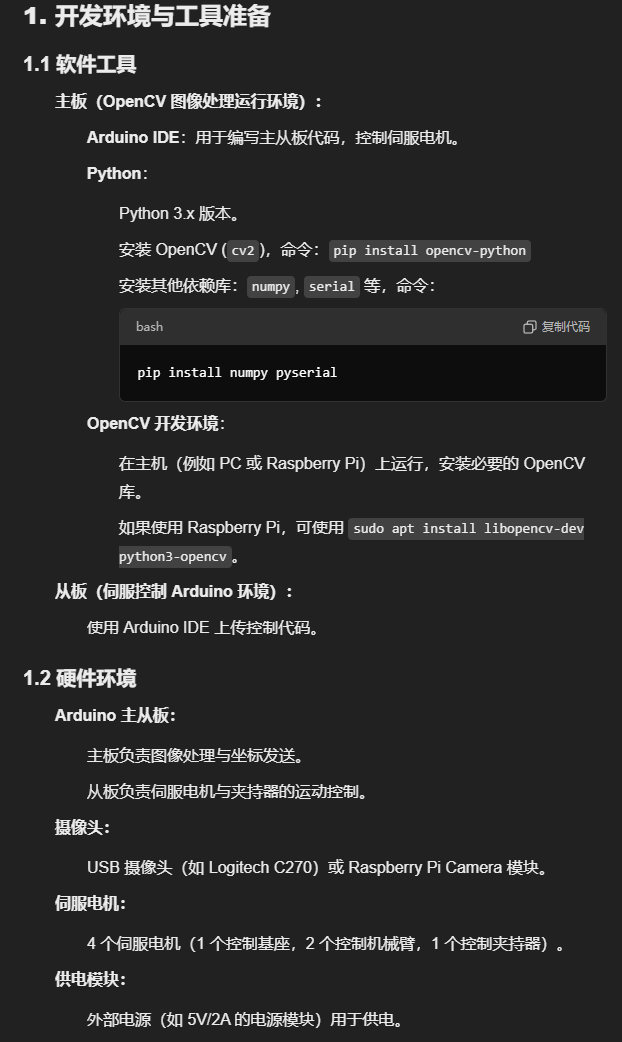 1. 开发环境与工具准备
1.1 软件工具
主板（OpenCV 图像处理运行环境）：
Arduino IDE：用于编写主从板代码，控制伺服电机。
Python：
Python 3.x 版本。
安装 OpenCV (cv2)，命令：pip install opencv-python
安装其他依赖库：numpy, serial 等，命令：
bash 复制代码
pip install numpy pyserial
OpenCV 开发环境：
在主机（例如 PC 或 Raspberry Pi）上运行，安装必要的 OpenCV
库。
如果使用 Raspberry Pi，可使用 sudo apt install libopencv-dev
python3-opencv。
从板（伺服控制 Arduino 环境）：
使用 Arduino IDE 上传控制代码。
1.2 硬件环境
Arduino 主从板：
主板负责图像处理与坐标发送。
从板负责伺服电机与夹持器的运动控制。
摄像头：
USB 摄像头（如 Logitech C270）或 Raspberry Pi Camera 模块。
伺服电机：
4 个伺服电机（1 个控制基座，2 个控制机械臂，1 个控制夹持器）。
供电模块：
外部电源（如 5V/2A 的电源模块）用于供电。